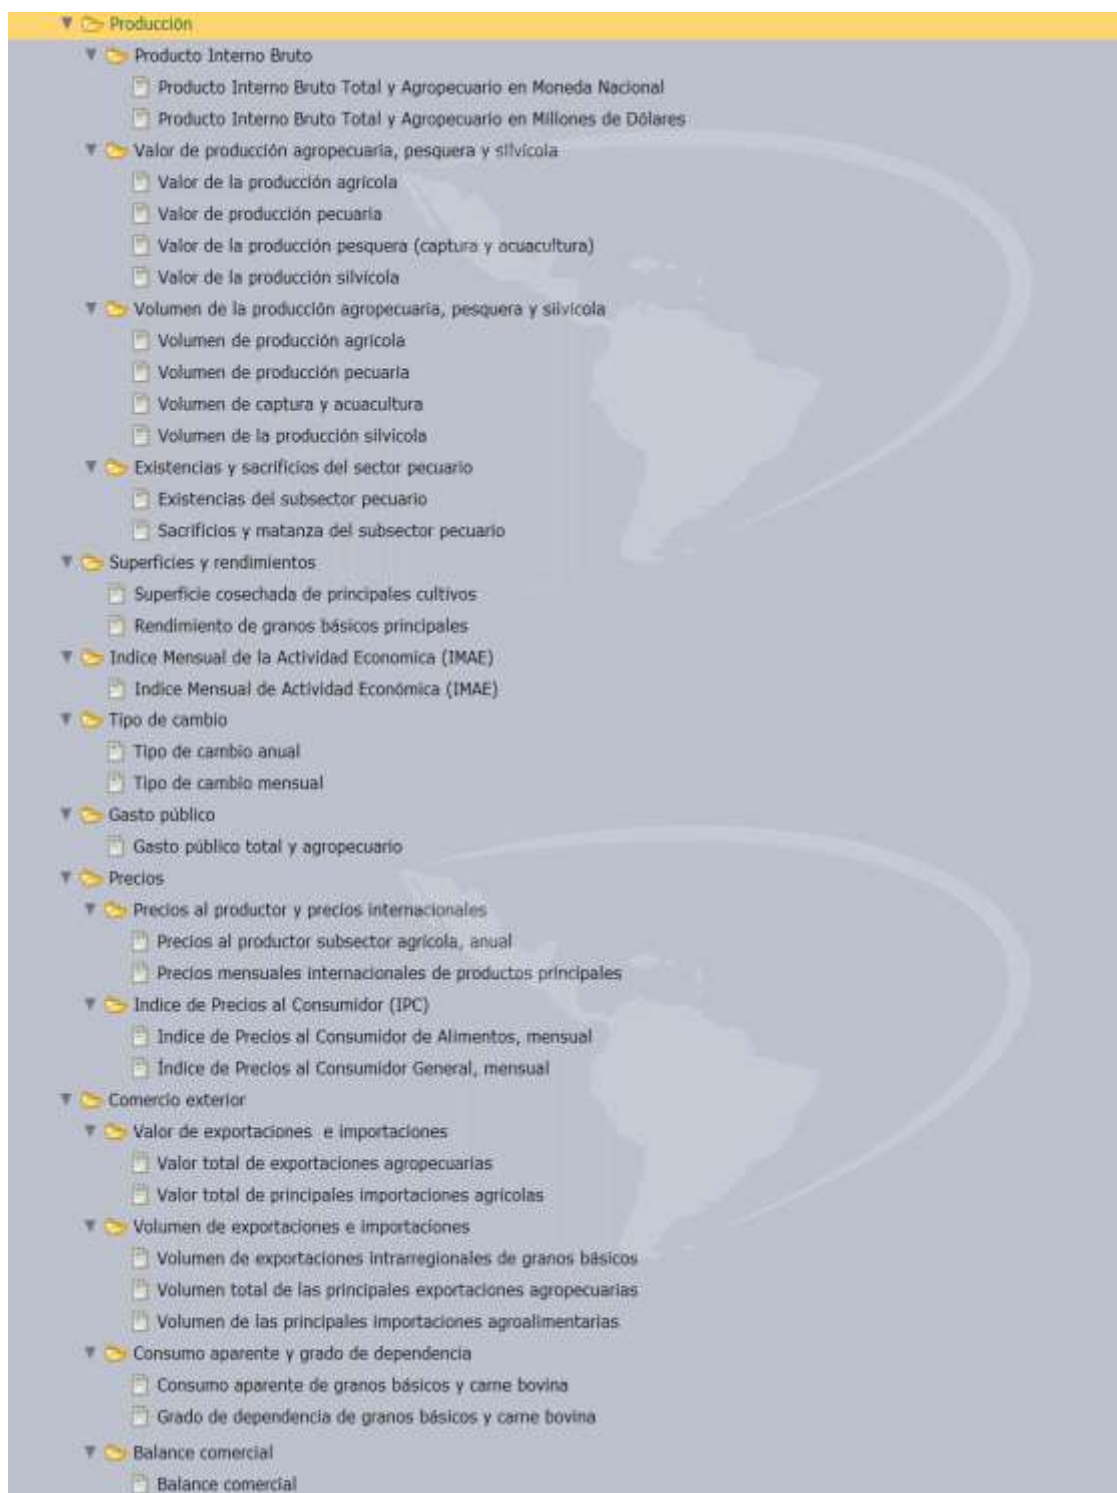 Producción
Producto Interno Bruto
Producto Interno Bruto Total y Agropecuario en Moneda Nacional
Producto Interno Bruto Total y Agropecuario en Millones de Dólares
Valor de producción agropecuaria, pesquera y silvícola
Valor de la producción agrícola
Valor de producción pecuaria
Valor de la producción pesquera (captura y acuacultura)
Valor de la producción silvícola
Volumen de la producción agropecuaria, pesquera y silvícola
Volumen de producción agrícola
Volumen de producción pecuaria
Volumen de captura y acuacultura
Volumen de la producción silvícola
Existencias y sacrificios del sector pecuario
Existencias del subsector pecuario
Sacrificios y matanza del subsector pecuario
Superficies y rendimientos
Superficie cosechada de principales cultivos
Rendimiento de granos básicos principales
Indice Mensual de la Actividad Economica (IMAE)
Indice Mensual de Actividad Económica (IMAE)
Tipo de cambio
Tipo de cambio anual
Tipo de cambio mensual
Gasto público
Gasto público total y agropecuario
Precios
Precios al productor y precios internacionales
Precios al productor subsector agrícola, anual
Precios mensuales internacionales de productos principales
Indice de Precios al Consumidor (IPC)
Indice de Precios al Consumidor de Alimentos, mensual
Índice de Precios al Consumidor General, mensual
Comercio exterior
Valor de exportaciones e importaciones
Valor total de exportaciones agropecuarias
Valor total de principales importaciones agrícolas
Volumen de exportaciones e importaciones
Volumen de exportaciones intrarregionales de granos básicos
Volumen total de las principales exportaciones agropecuarias
Volumen de las principales importaciones agroalimentarias
Consumo aparente y grado de dependencia
Consumo aparente de granos básicos y carne bovina
Grado de dependencia de granos básicos y carne bovina
Balance comercial
Balance comercial